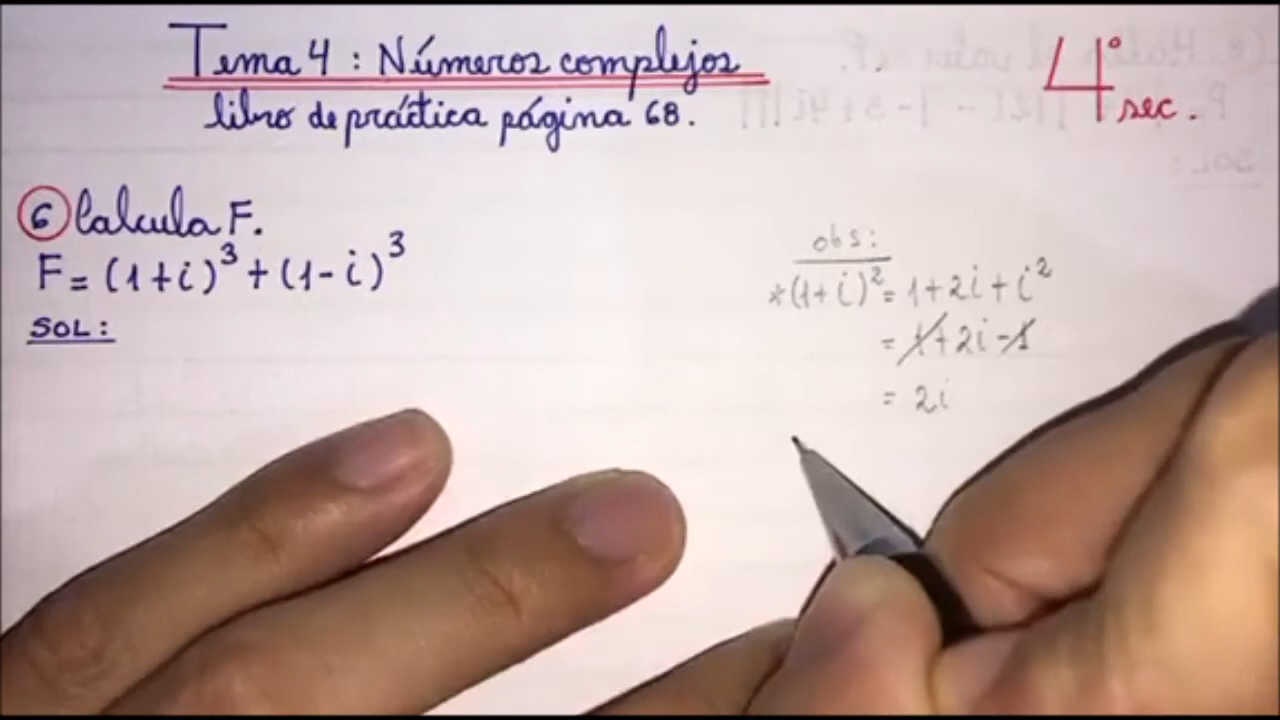 Tema 4 : Números complejos
libro de práctica página 68.
4° sec.
6 Calcula F.
F = (1+i)³ + (1-i)³
SOL:
obs:
*(1+i)² = 1+2i+i²
= 1+2i-1
= 2i